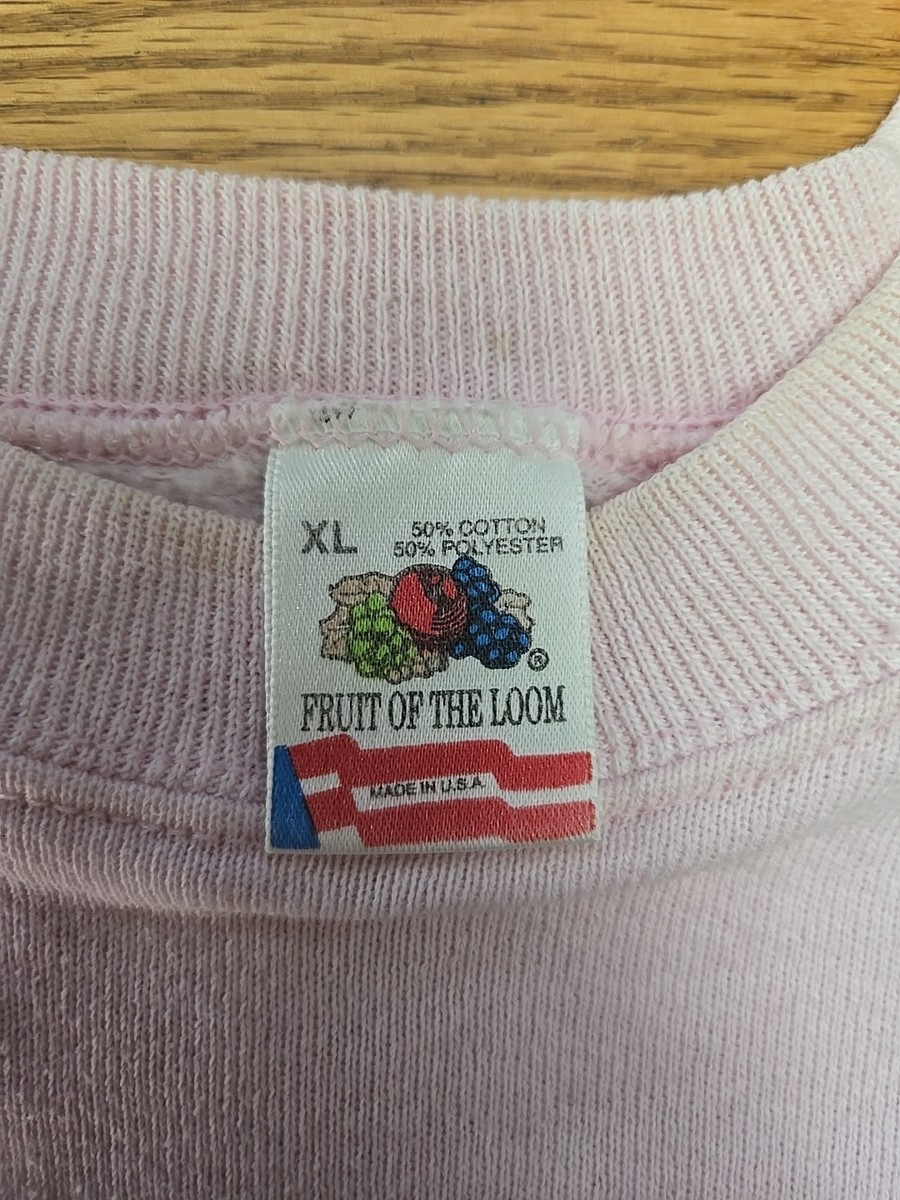 XL
50% COTTON
50% POLYESTER
®
FRUIT OF THE LOOM
MADE IN U.S.A.